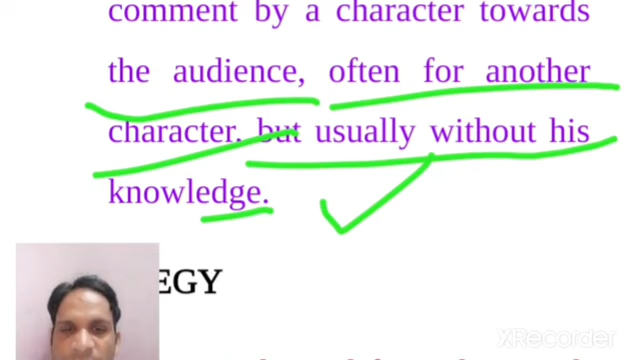 comment by a character towards
the audience, often for another
character. but usually without his
knowledge.
EGY
XRecorder